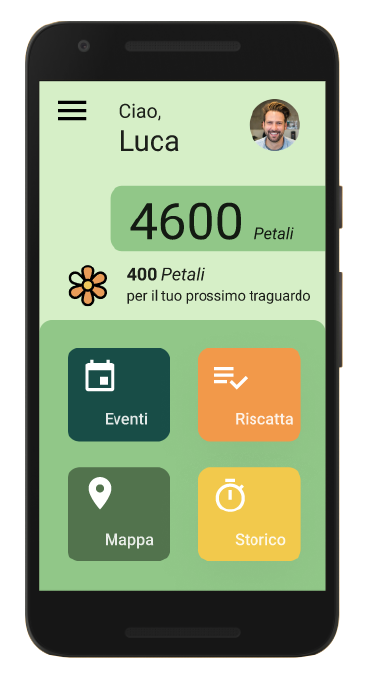 Ciao,
Luca
4600 Petali
400 Petali
per il tuo prossimo traguardo
Eventi
Riscatta
Mappa
Storico